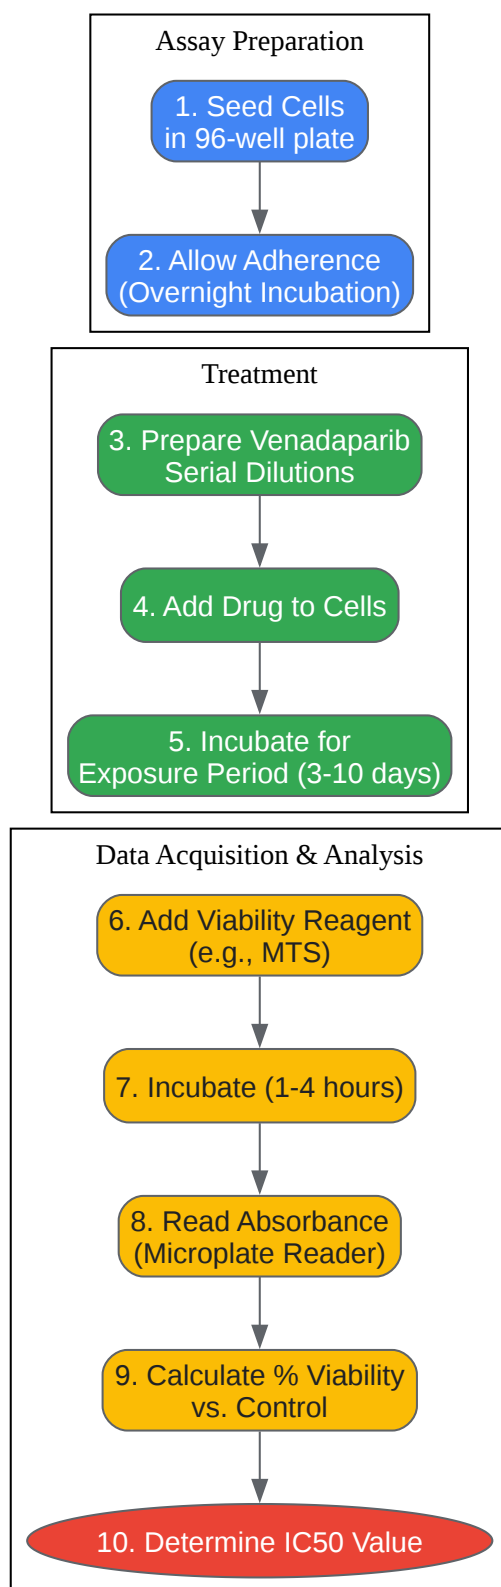 Assay Preparation
1. Seed Cells
in 96-well plate
2. Allow Adherence
(Overnight Incubation)
Treatment
3. Prepare Venadaparib
Serial Dilutions
4. Add Drug to Cells
5. Incubate for
Exposure Period (3-10 days)
Data Acquisition & Analysis
6. Add Viability Reagent
(e.g., MTS)
7. Incubate (1-4 hours)
8. Read Absorbance
(Microplate Reader)
9. Calculate % Viability
vs. Control
10. Determine IC50 Value